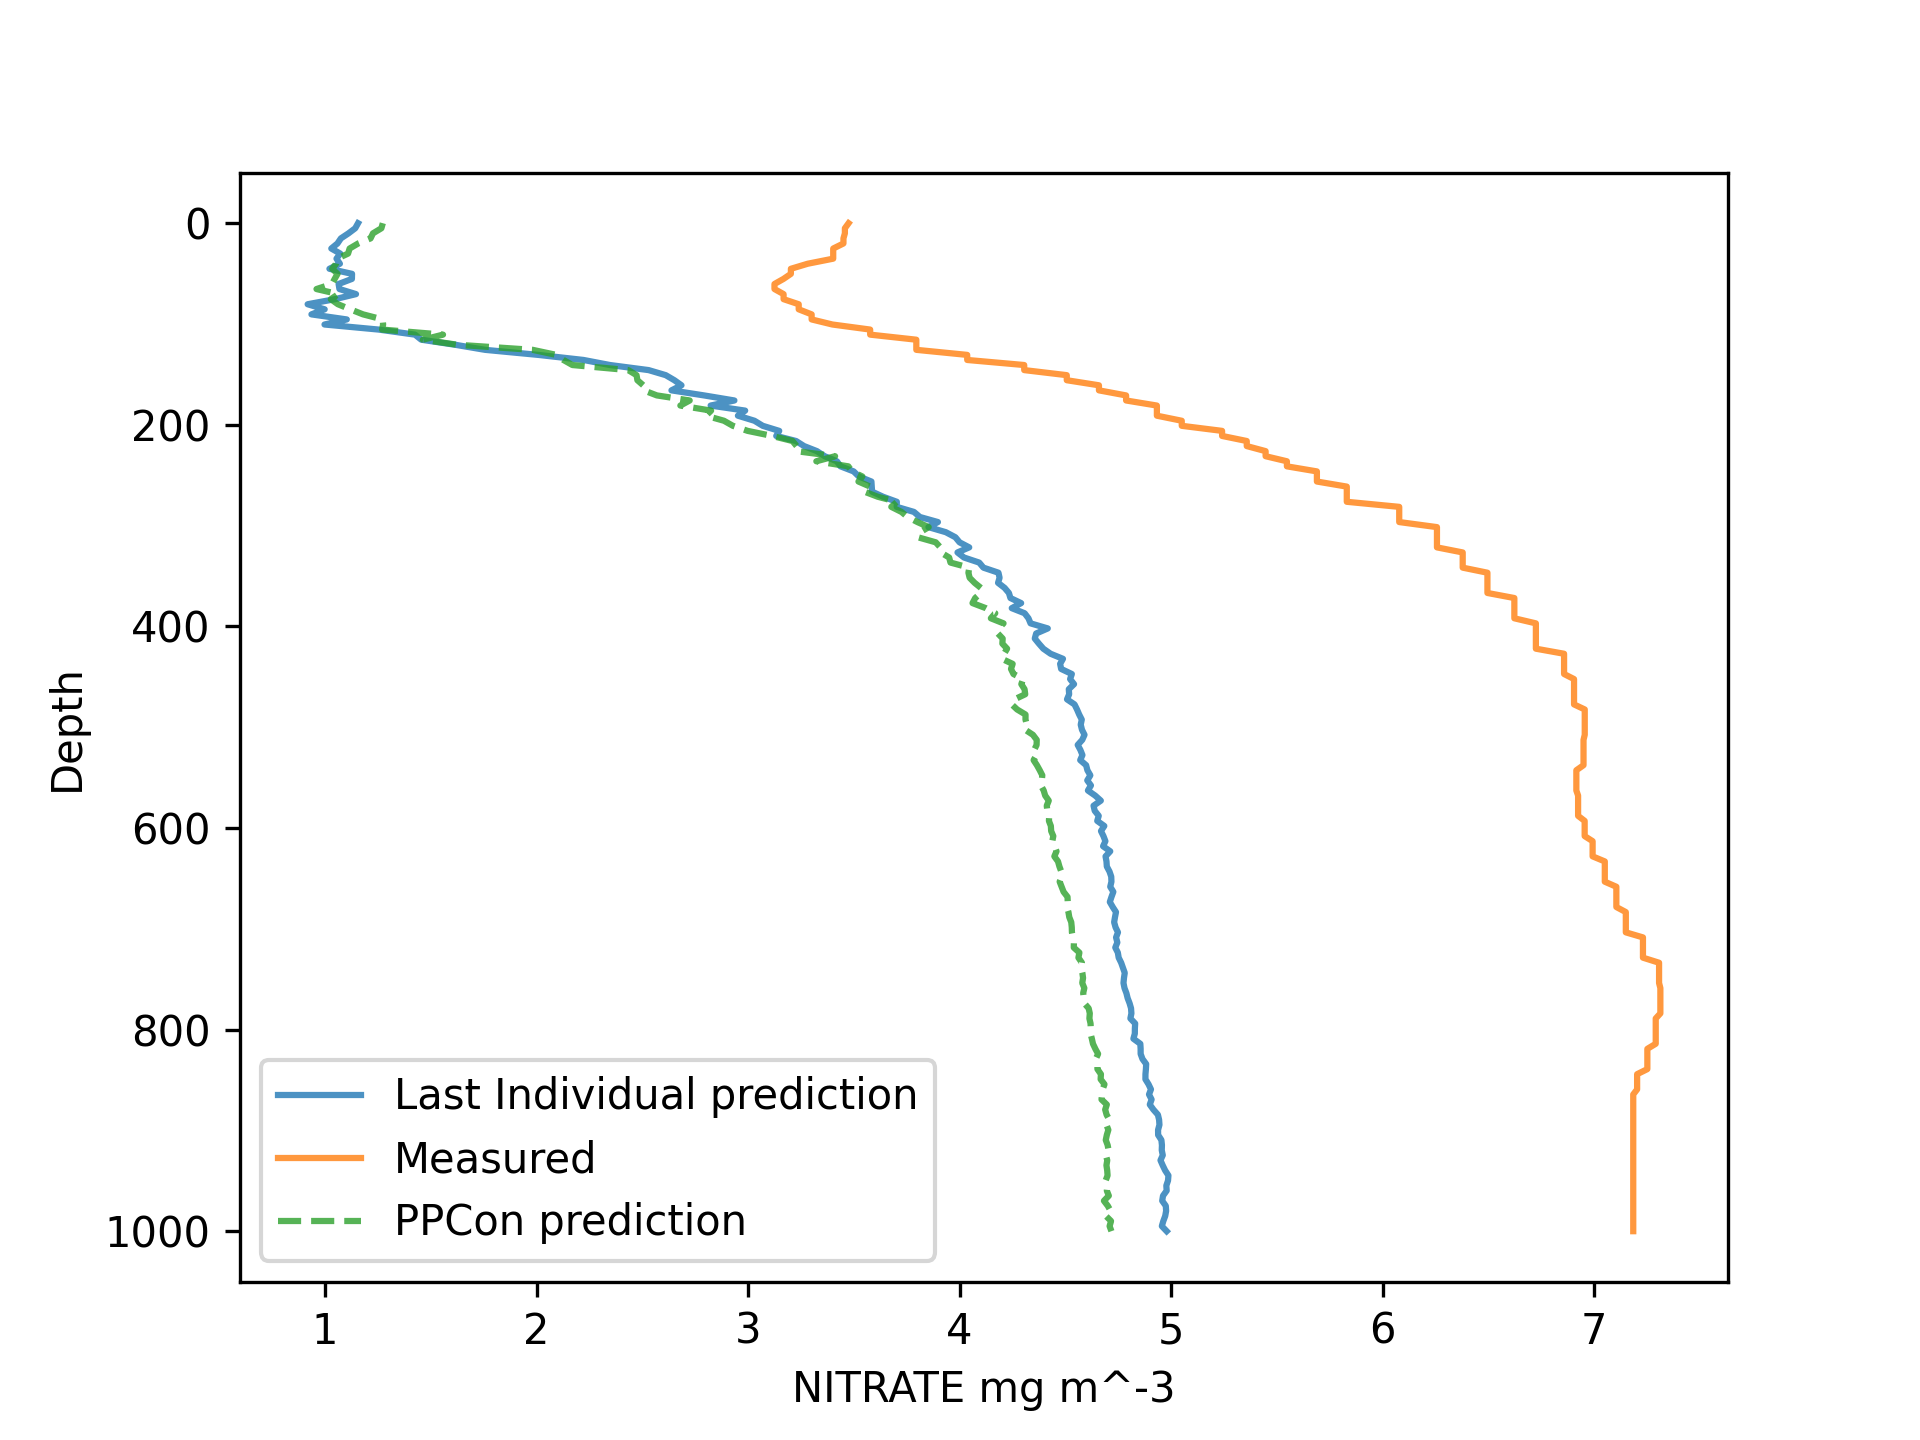 0
200
400
600
800
1000
Depth
Last Individual prediction
Measured
PPCon prediction
1 2 3 4 5 6 7
NITRATE mg m^-3